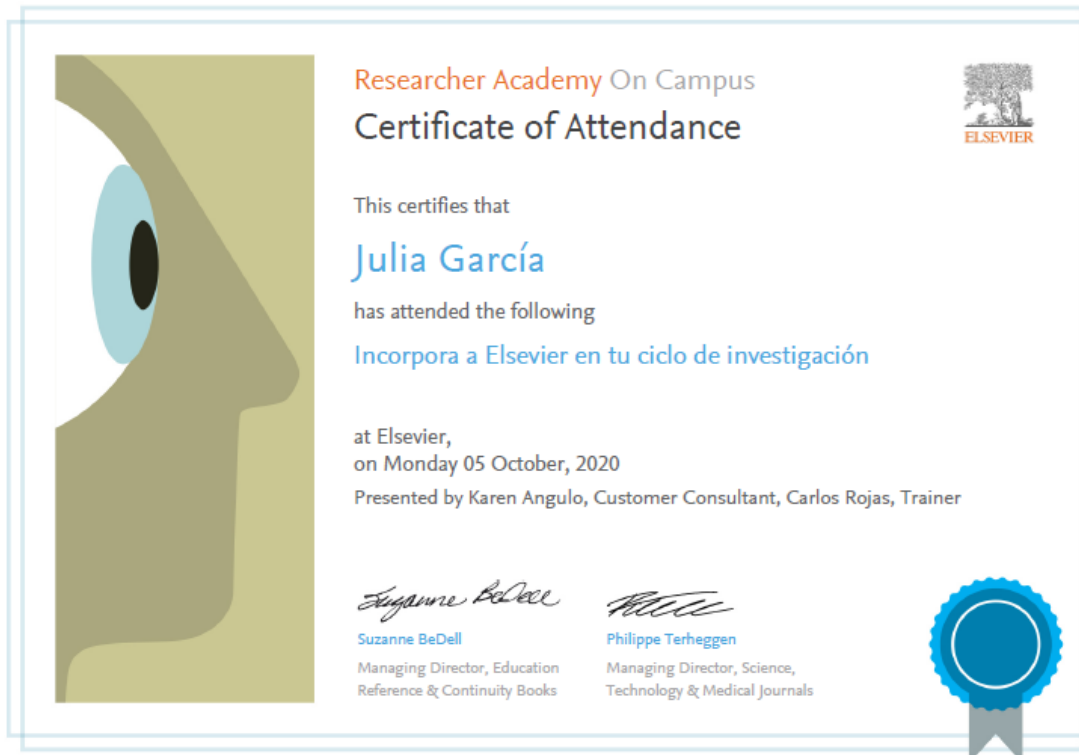 Researcher Academy On Campus
Certificate of Attendance
ELSEVIER
This certifies that
Julia García
has attended the following
Incorpora a Elsevier en tu ciclo de investigación
at Elsevier,
on Monday 05 October, 2020
Presented by Karen Angulo, Customer Consultant, Carlos Rojas, Trainer
Suzanne BeDell
Suzanne BeDell
Managing Director, Education
Reference & Continuity Books
Philippe Terheggen
Managing Director, Science,
Technology & Medical Journals